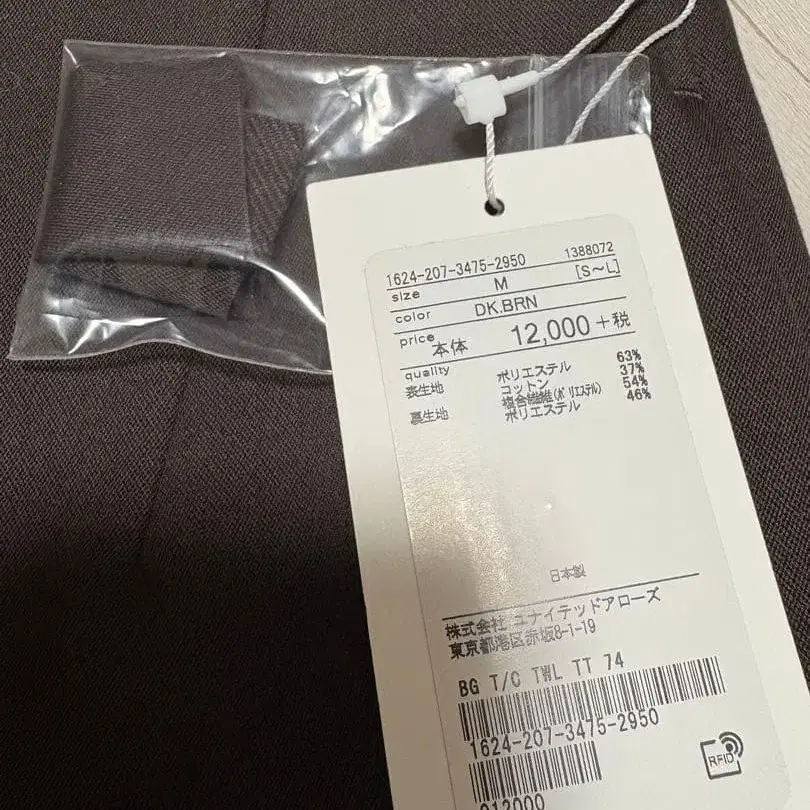 1624-207-3475-2950 1388072
size M [S～L]
color DK.BRN
price 本体 12,000+税
quality
表生地 ポリエステル 63%
コットン 37%
裏生地 複合繊維(ポリエステル) 54%
ポリエステル 46%
日本製
株式会社 ユナイテッドアローズ
東京都港区赤坂8-1-19
BG T/C TWL TT 74
1624-207-3475-2950
012000
RFID